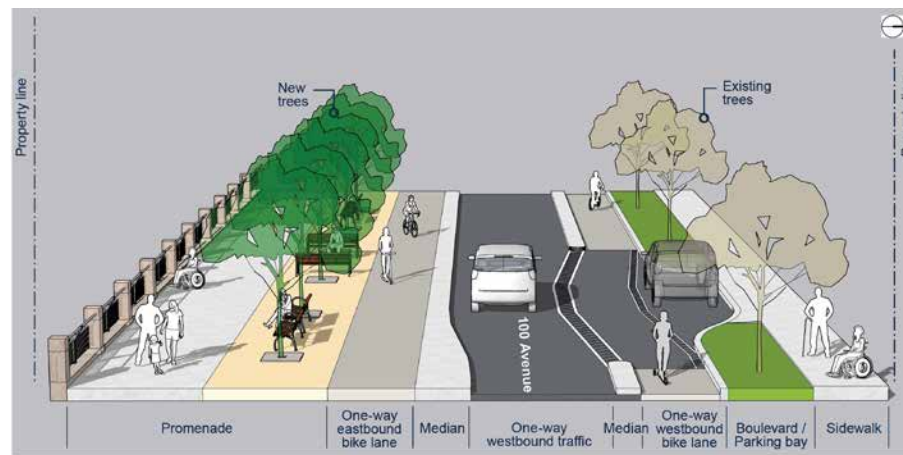 Property line
New
trees
Existing
trees
100 Avenue
Promenade
One-way
eastbound
bike lane
Median
One-way
westbound traffic
Median
One-way
westbound
bike lane
Boulevard /
Parking bay
Sidewalk